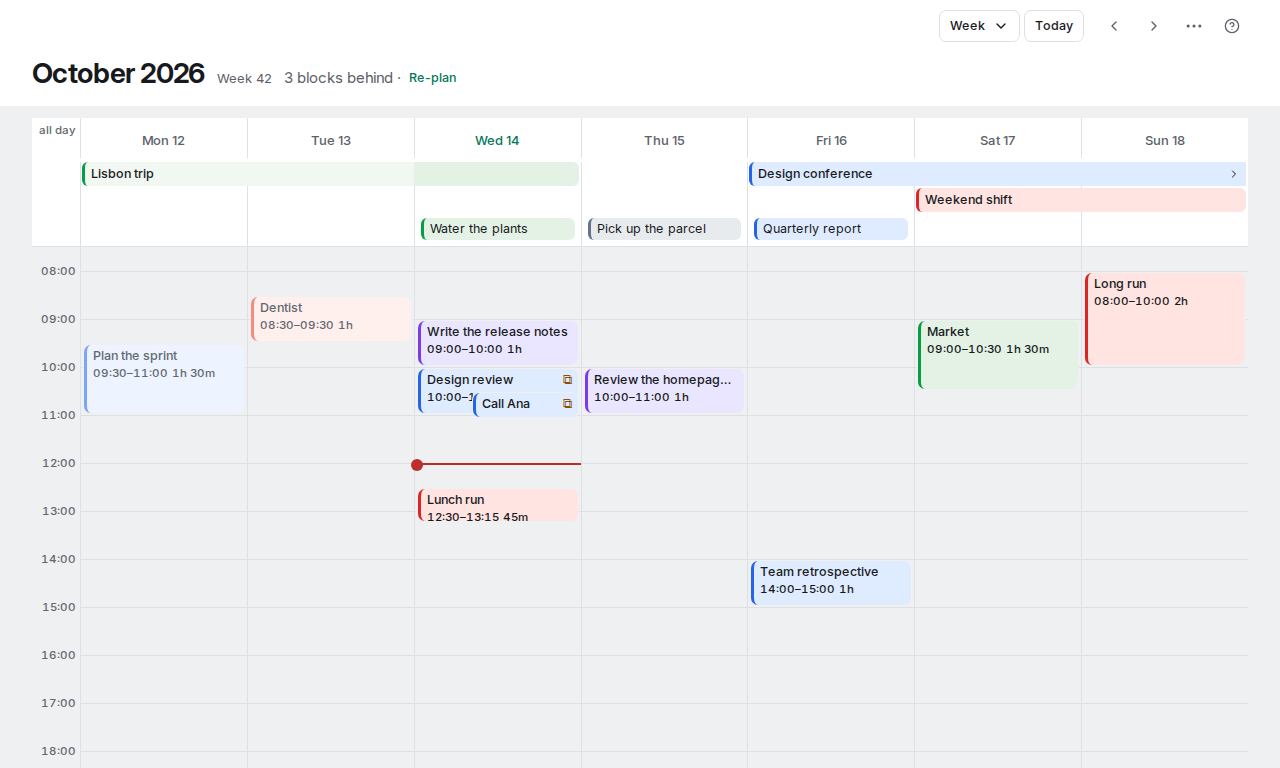 Week
Today
October 2026 Week 42 3 blocks behind · Re-plan
all day
Mon 12
Tue 13
Wed 14
Thu 15
Fri 16
Sat 17
Sun 18
Lisbon trip
Design conference
Weekend shift
Water the plants
Pick up the parcel
Quarterly report
08:00
09:00
10:00
11:00
12:00
13:00
14:00
15:00
16:00
17:00
18:00
Plan the sprint
09:30–11:00 1h 30m
Dentist
08:30–09:30 1h
Write the release notes
09:00–10:00 1h
Design review
10:00–1
Call Ana
Lunch run
12:30–13:15 45m
Review the homepag...
10:00–11:00 1h
Team retrospective
14:00–15:00 1h
Market
09:00–10:30 1h 30m
Long run
08:00–10:00 2h